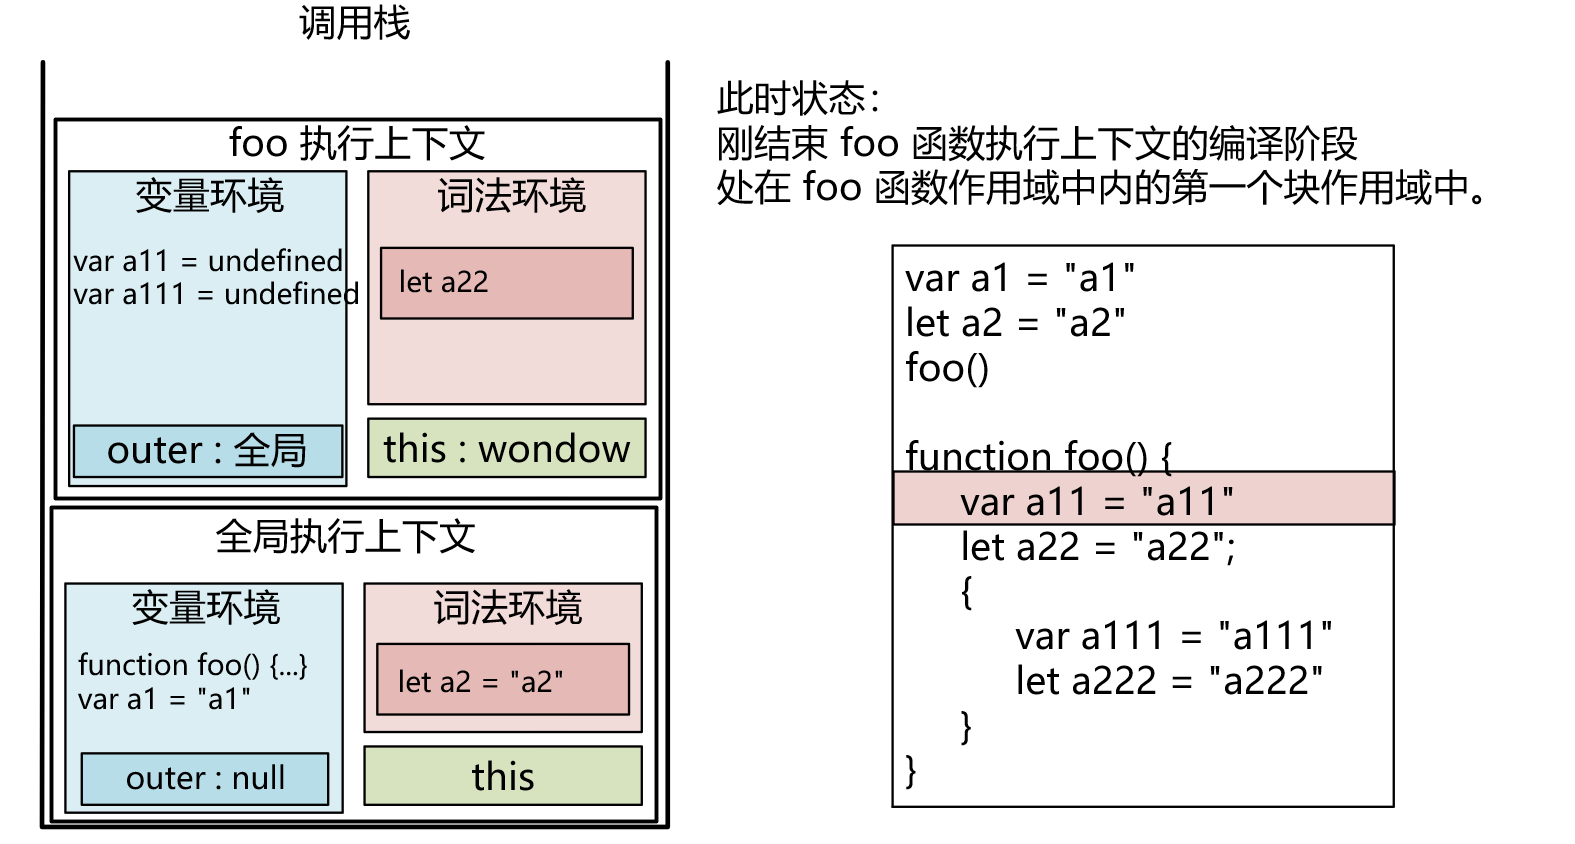 调用栈
foo 执行上下文
变量环境
var a11 = undefined
var a111 = undefined
outer : 全局
词法环境
let a22
this : wondow
全局执行上下文
变量环境
function foo() {...}
var a1 = "a1"
outer : null
词法环境
let a2 = "a2"
this
此时状态：
刚结束 foo 函数执行上下文的编译阶段
处在 foo 函数作用域中内的第一个块作用域中。
var a1 = "a1"
let a2 = "a2"
foo()
function foo() {
var a11 = "a11"
let a22 = "a22";
{
var a111 = "a111"
let a222 = "a222"
}
}